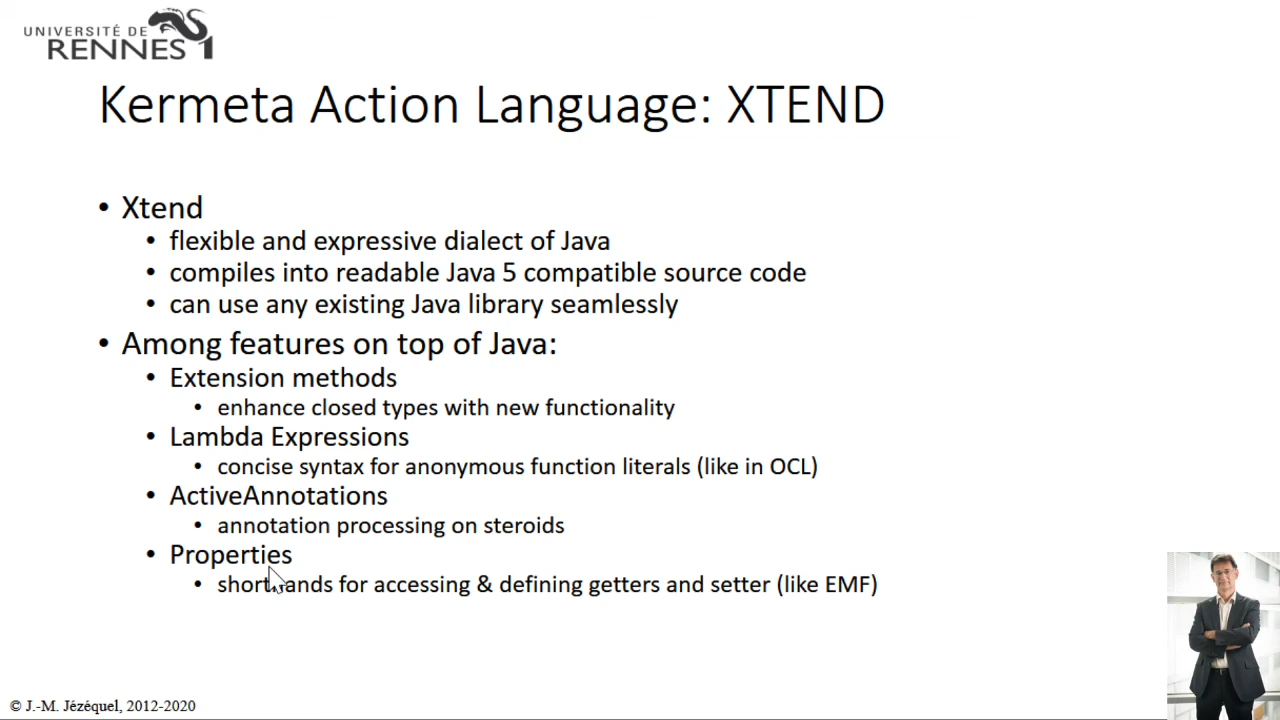 UNIVERSITÉ DE
RENNES 1
Kermeta Action Language: XTEND
• Xtend
• flexible and expressive dialect of Java
• compiles into readable Java 5 compatible source code
• can use any existing Java library seamlessly
• Among features on top of Java:
• Extension methods
• enhance closed types with new functionality
• Lambda Expressions
• concise syntax for anonymous function literals (like in OCL)
• ActiveAnnotations
• annotation processing on steroids
• Properties
• shorthands for accessing & defining getters and setter (like EMF)
© J.-M. Jézéquel, 2012-2020